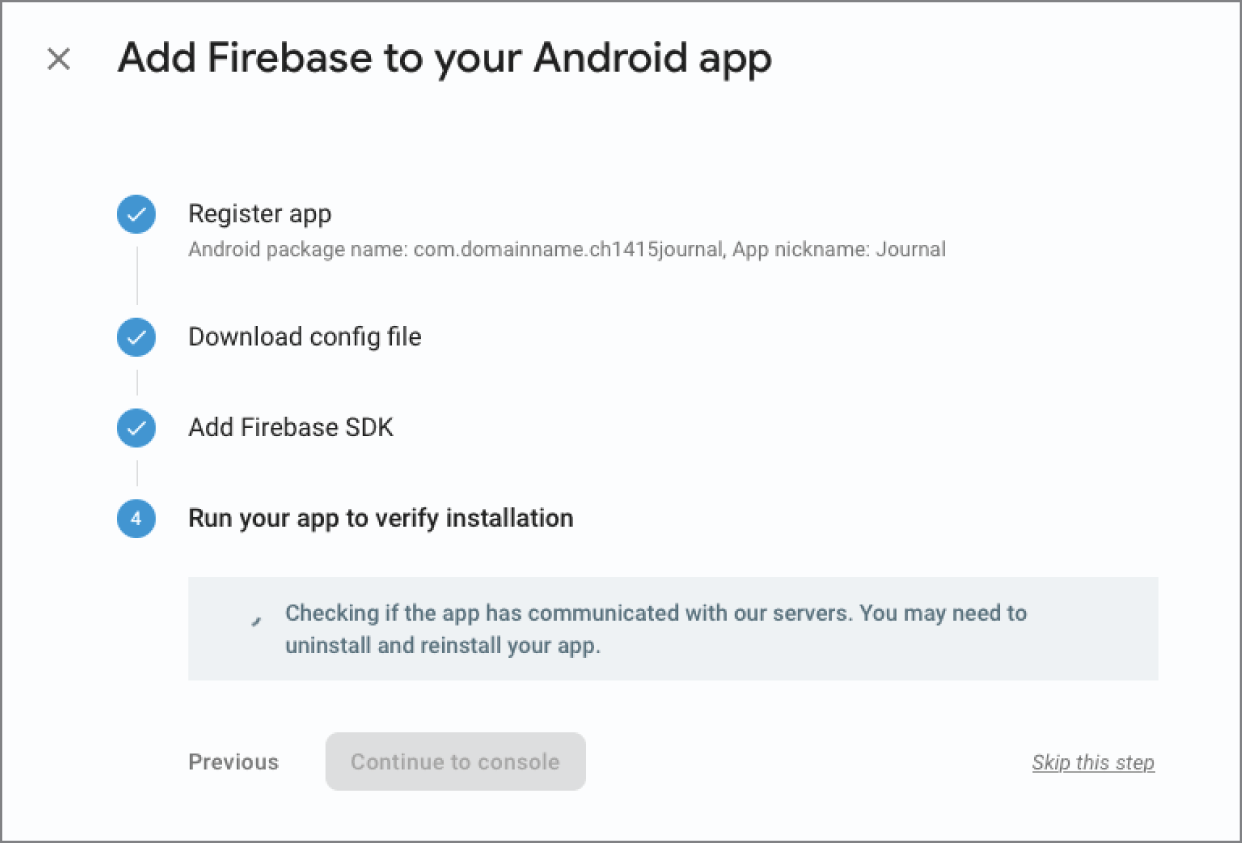 Add Firebase to your Android app
Register app
Android package name: com.domainname.ch1415journal, App nickname: Journal
Download config file
Add Firebase SDK
4 Run your app to verify installation
Checking if the app has communicated with our servers. You may need to
uninstall and reinstall your app.
Previous Continue to console Skip this step